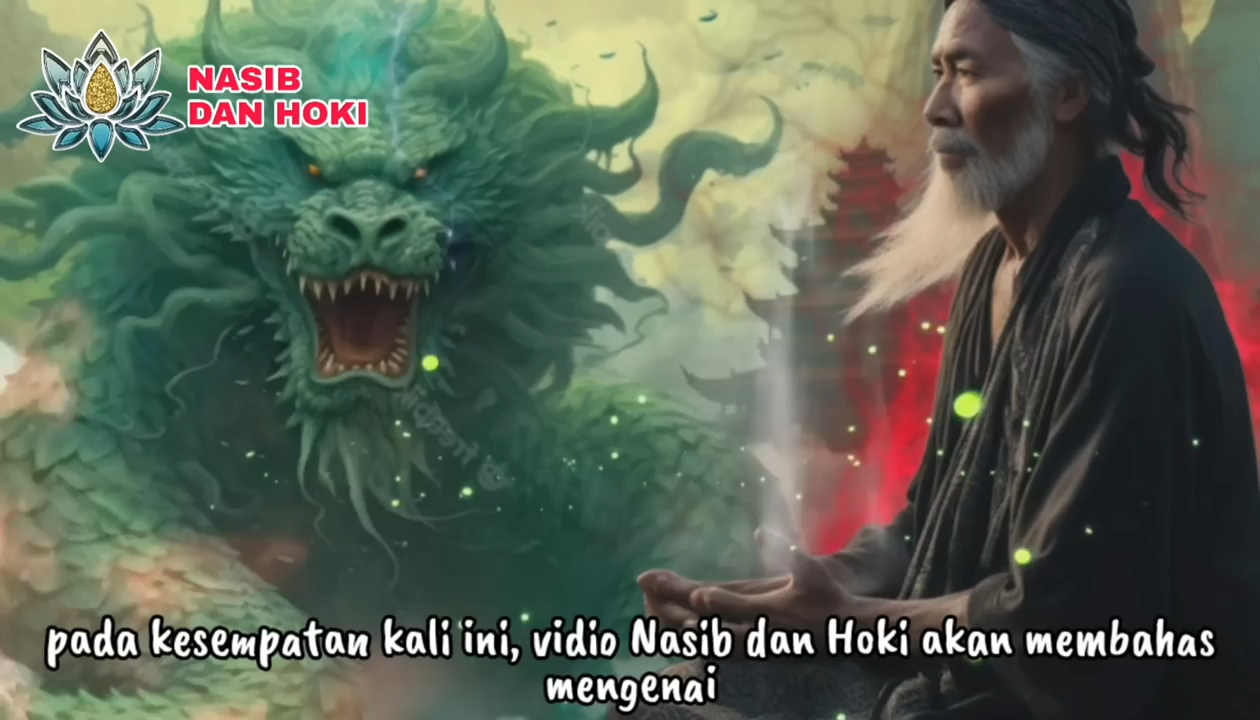 NASIB
DAN HOKI
pada kesempatan kali ini, vidio Nasib dan Hoki akan membahas
mengenai